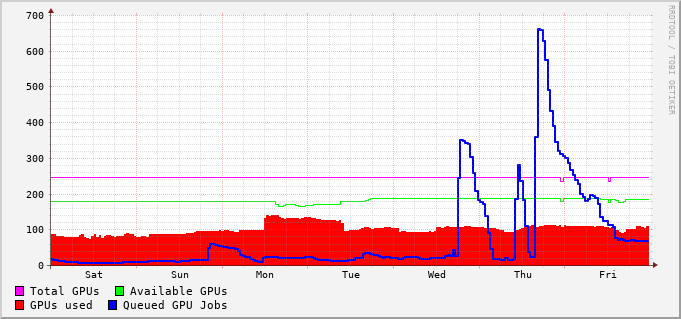 700
600
500
400
300
200
100
0
Sat Sun Mon Tue Wed Thu Fri
Total GPUs Available GPUs
GPUs used Queued GPU Jobs
RRDTOOL / TOBI OETIKER